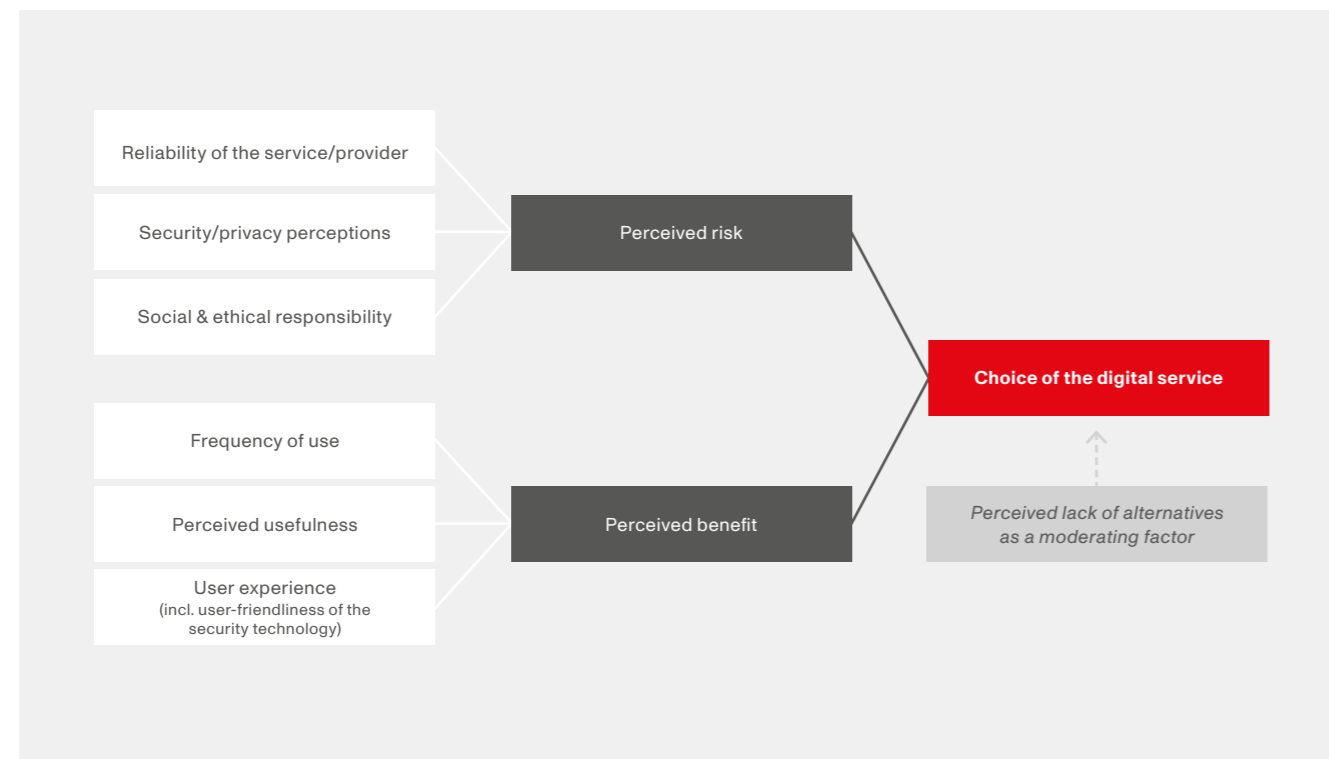 Reliability of the service/provider
Security/privacy perceptions
Social & ethical responsibility
Perceived risk
Frequency of use
Perceived usefulness
User experience
(incl. user-friendliness of the
security technology)
Perceived benefit
Choice of the digital service
Perceived lack of alternatives
as a moderating factor